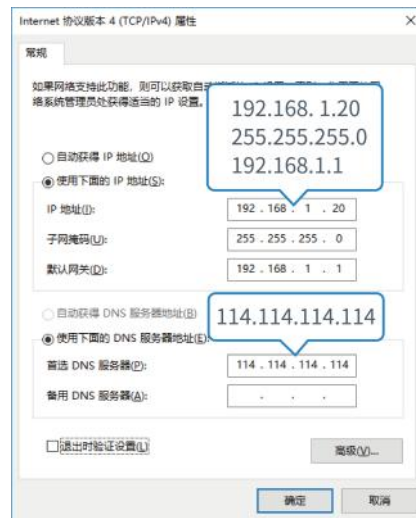 Internet 协议版本 4 (TCP/IPv4) 属性
常规
如果网络支持此功能，则可以获取自动
络系统管理员处获得适当的 IP 设置。
192.168. 1.20
255.255.255.0
192.168.1.1
自动获得 IP 地址(O)
使用下面的 IP 地址(S):
IP 地址(I): 192 . 168 . 1 . 20
子网掩码(U): 255 . 255 . 255 . 0
默认网关(D): 192 . 168 . 1 . 1
自动获得 DNS 服务器地址(B)
114.114.114.114
使用下面的 DNS 服务器地址(E):
首选 DNS 服务器(P): 114 . 114 . 114 . 114
备用 DNS 服务器(A): . . .
退出时验证设置(L)
高级(V)...
确定 取消